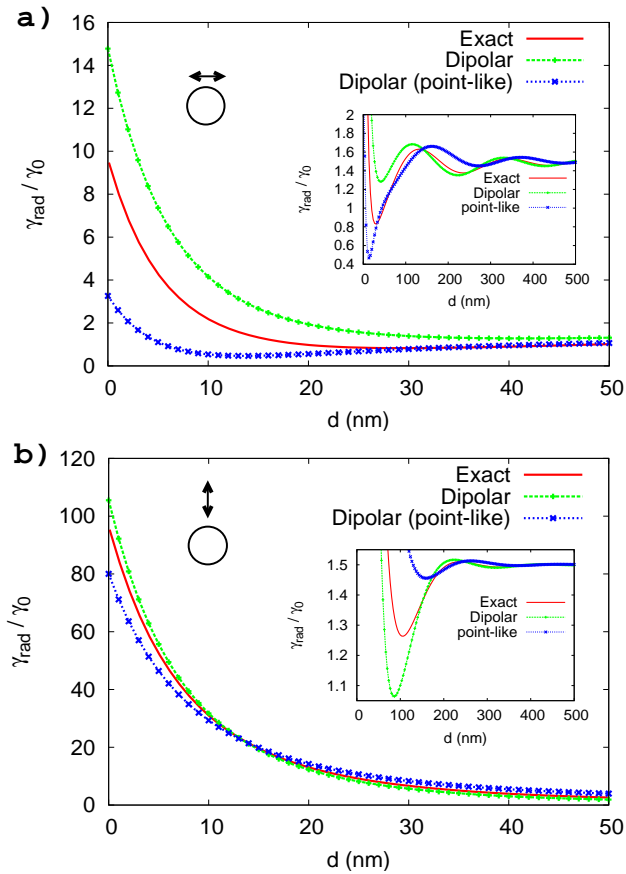 a)
16
14
12
10
8
6
4
2
0
γrad / γ0
Exact
Dipolar
Dipolar (point-like)
2
1.8
1.6
1.4
1.2
1
0.8
0.6
0.4
γrad / γ0
Exact
Dipolar
point-like
0 100 200 300 400 500
d (nm)
0 10 20 30 40 50
d (nm)
b)
120
100
80
60
40
20
0
γrad / γ0
Exact
Dipolar
Dipolar (point-like)
1.5
1.4
1.3
1.2
1.1
γrad / γ0
Exact
Dipolar
point-like
0 100 200 300 400 500
d (nm)
0 10 20 30 40 50
d (nm)